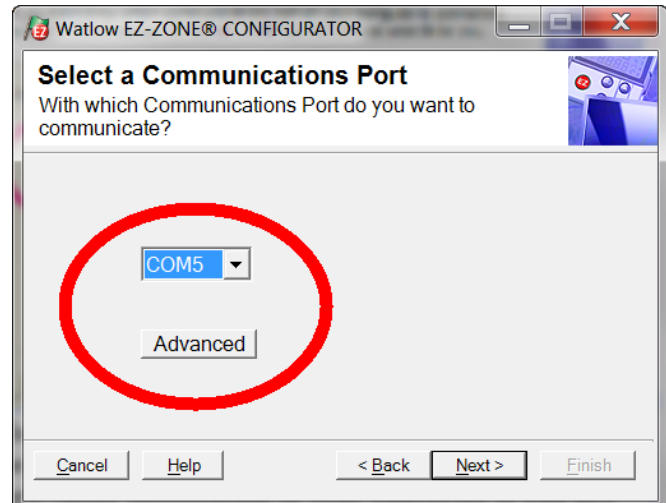 Watlow EZ-ZONE® CONFIGURATOR
Select a Communications Port
With which Communications Port do you want to
communicate?
COM5
Advanced
Cancel
Help
< Back
Next >
Finish